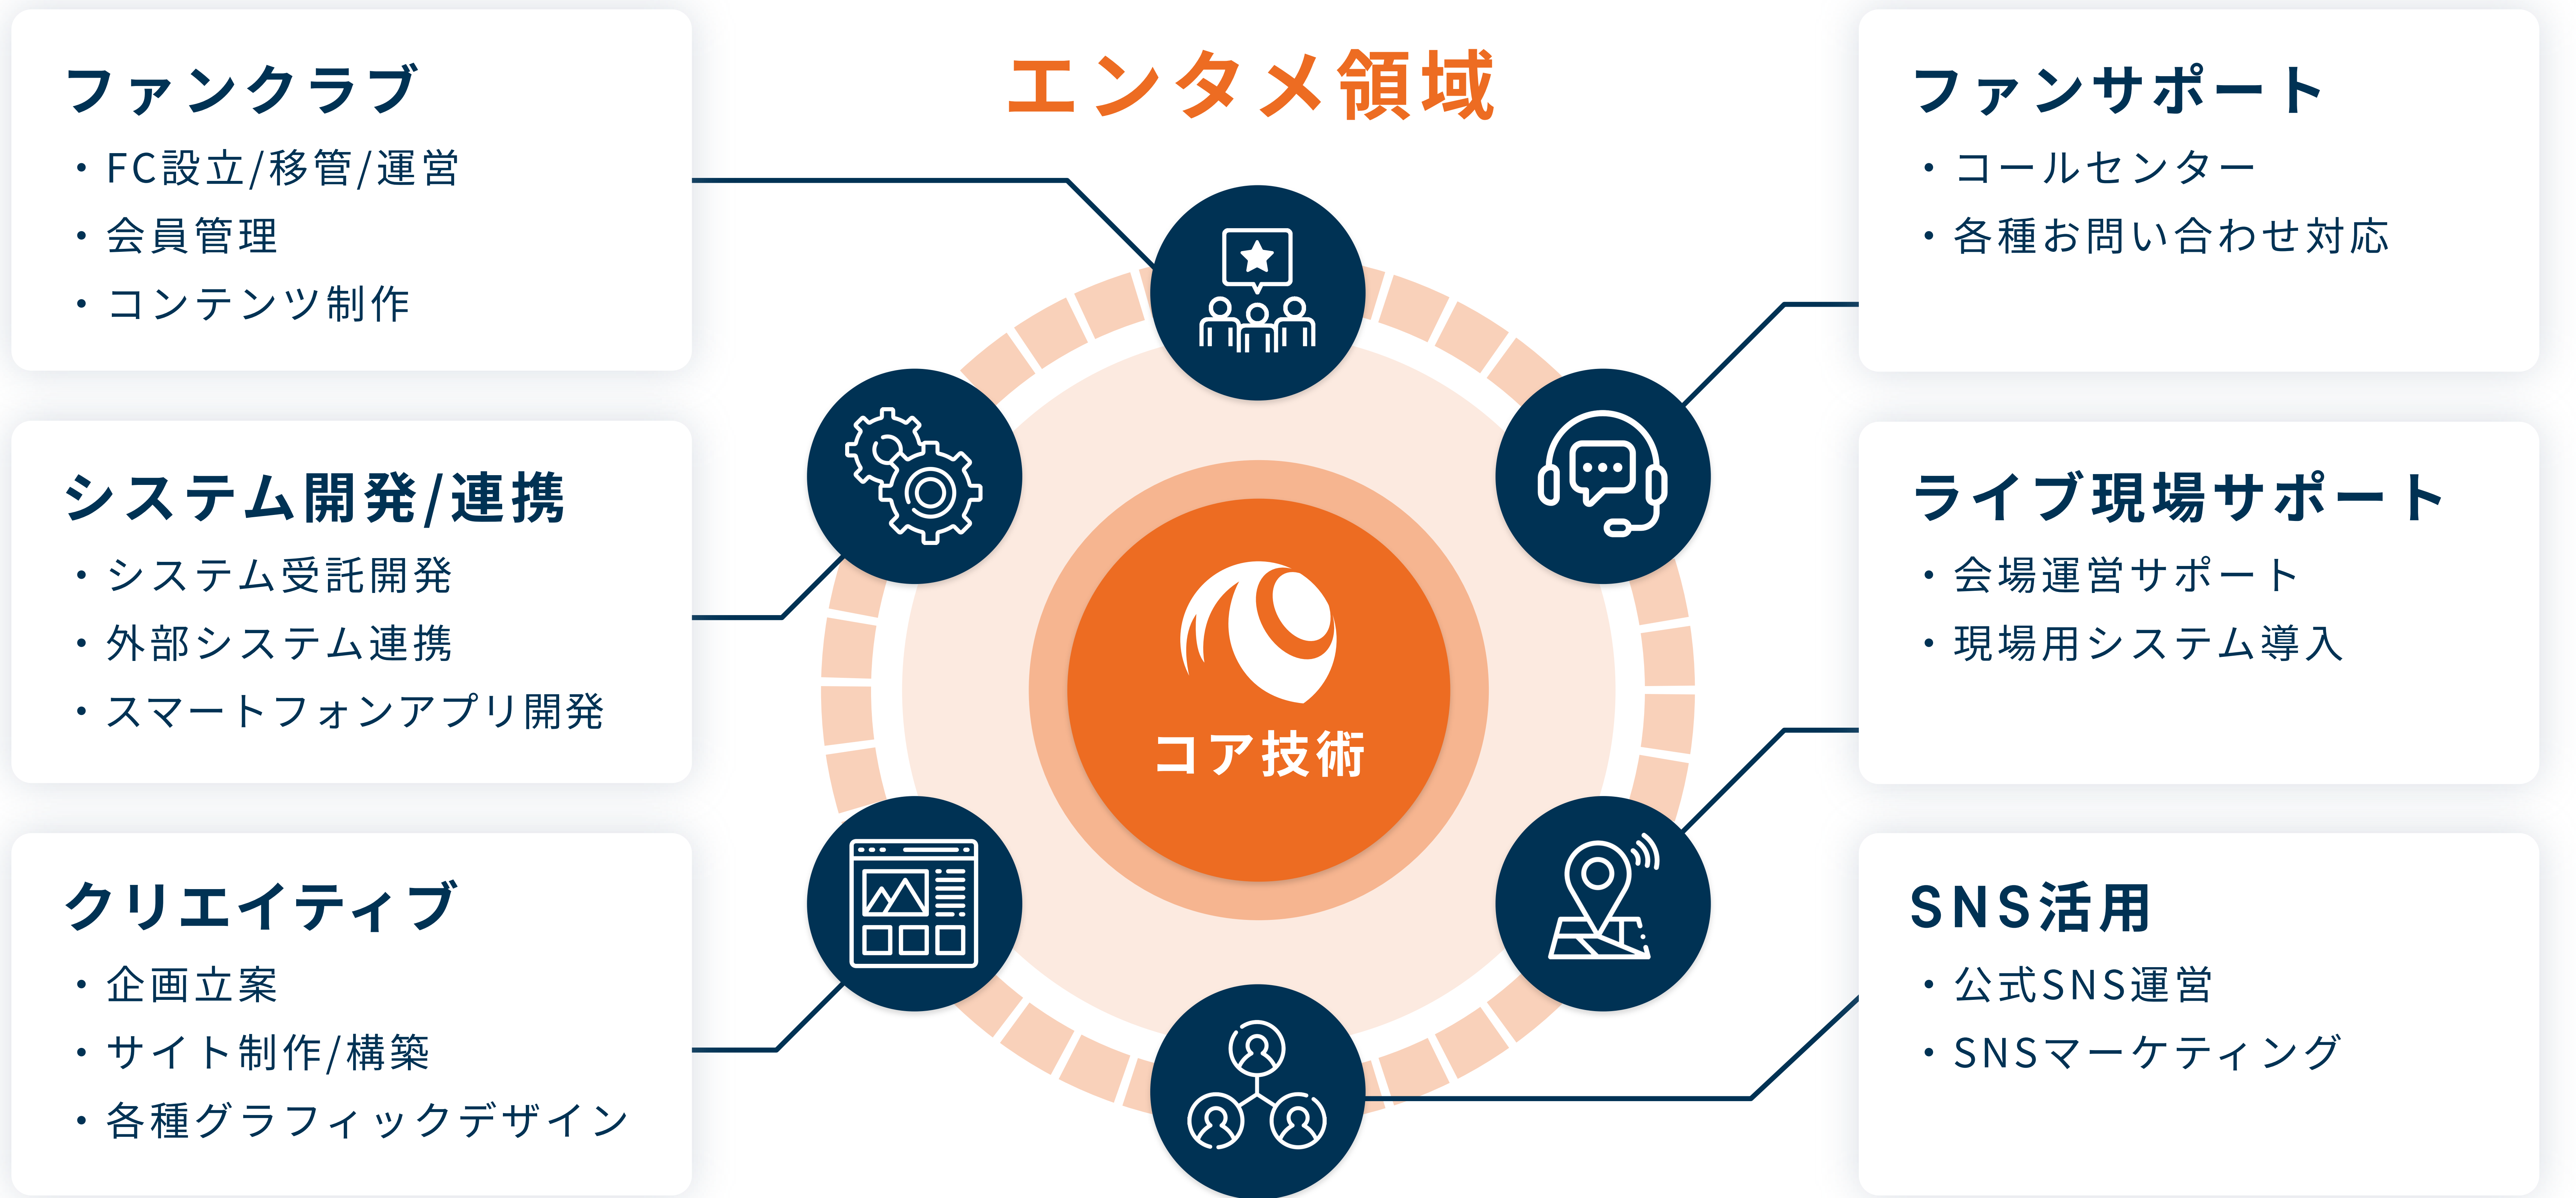 エンタメ領域
ファンクラブ
・FC設立/移管/運営
・会員管理
・コンテンツ制作
システム開発/連携
・システム受託開発
・外部システム連携
・スマートフォンアプリ開発
クリエイティブ
・企画立案
・サイト制作/構築
・各種グラフィックデザイン
コア技術
ファンサポート
・コールセンター
・各種お問い合わせ対応
ライブ現場サポート
・会場運営サポート
・現場用システム導入
SNS活用
・公式SNS運営
・SNSマーケティング